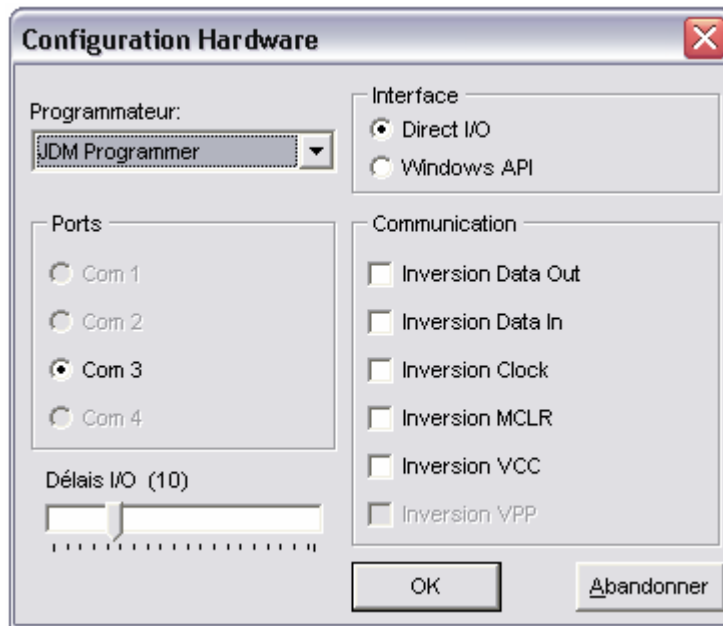 Configuration Hardware
Programmateur:
JDM Programmer
Interface
Direct I/O
Windows API
Ports
Com 1
Com 2
Com 3
Com 4
Communication
Inversion Data Out
Inversion Data In
Inversion Clock
Inversion MCLR
Inversion VCC
Inversion VPP
Délais I/O (10)
OK
Abandonner